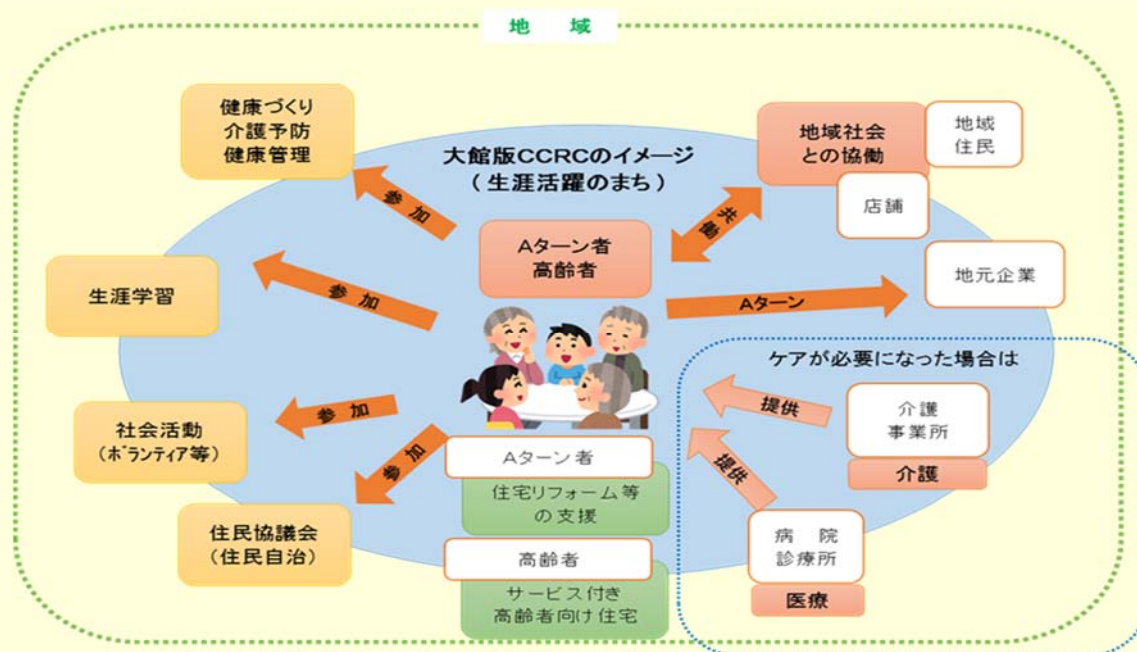 地　域
大館版CCRCのイメージ
（生涯活躍のまち）
健康づくり
介護予防
健康管理
参 加
生涯学習
参 加
社会活動
（ボランティア等）
参 加
住民協議会
（住民自治）
参 加
Aターン者
高齢者
共働
地域社会
との協働
地域
住民
店舗
Aターン
地元企業
Aターン者
住宅リフォーム等
の支援
高齢者
サービス付き
高齢者向け住宅
ケアが必要になった場合は
提供
介護
事業所
介護
提供
病　院
診療所
医療